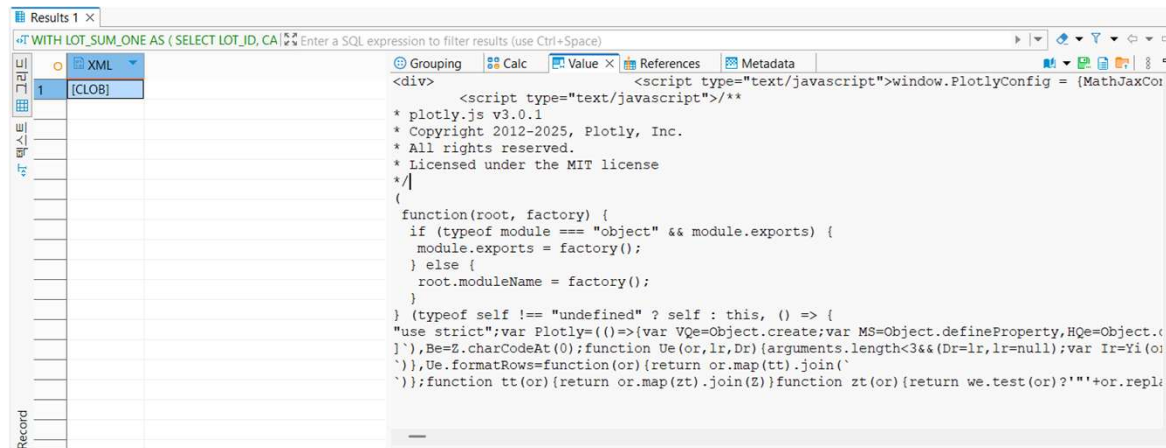 Results 1 ×
WITH LOT_SUM_ONE AS ( SELECT LOT_ID, CA Enter a SQL expression to filter results (use Ctrl+Space)
그리드
텍스트
Record
XML
1 [CLOB]
Grouping Calc Value × References Metadata
<div> <script type="text/javascript">window.PlotlyConfig = {MathJaxCo
<script type="text/javascript">/**
* plotly.js v3.0.1
* Copyright 2012-2025, Plotly, Inc.
* All rights reserved.
* Licensed under the MIT license
*/
(
function(root, factory) {
if (typeof module === "object" && module.exports) {
module.exports = factory();
} else {
root.moduleName = factory();
}
} (typeof self !== "undefined" ? self : this, () => {
"use strict";var Plotly=(()=>{var VQe=Object.create;var MS=Object.defineProperty,HQe=Object.
]`),Be=Z.charCodeAt(0);function Ue(or,lr,Dr){arguments.length<3&&(Dr=lr,lr=null);var Ir=Yi(o
`)},Ue.formatRows=function(or){return or.map(tt).join(`
`)};function tt(or){return or.map(zt).join(Z)}function zt(or){return we.test(or)?'"'+or.repl